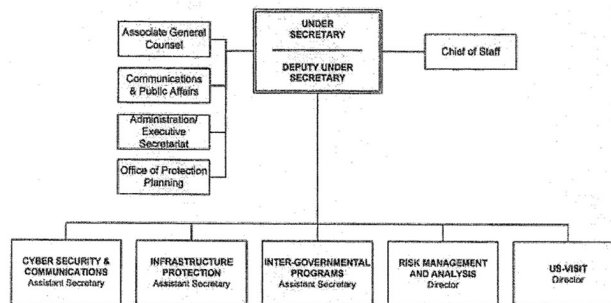 UNDER
SECRETARY
DEPUTY UNDER
SECRETARY
Chief of Staff
Associate General
Counsel
Communications
& Public Affairs
Administration/
Executive
Secretariat
Office of Protection
Planning
CYBER SECURITY &
COMMUNICATIONS
Assistant Secretary
INFRASTRUCTURE
PROTECTION
Assistant Secretary
INTER-GOVERNMENTAL
PROGRAMS
Assistant Secretary
RISK MANAGEMENT
AND ANALYSIS
Director
US-VISIT
Director